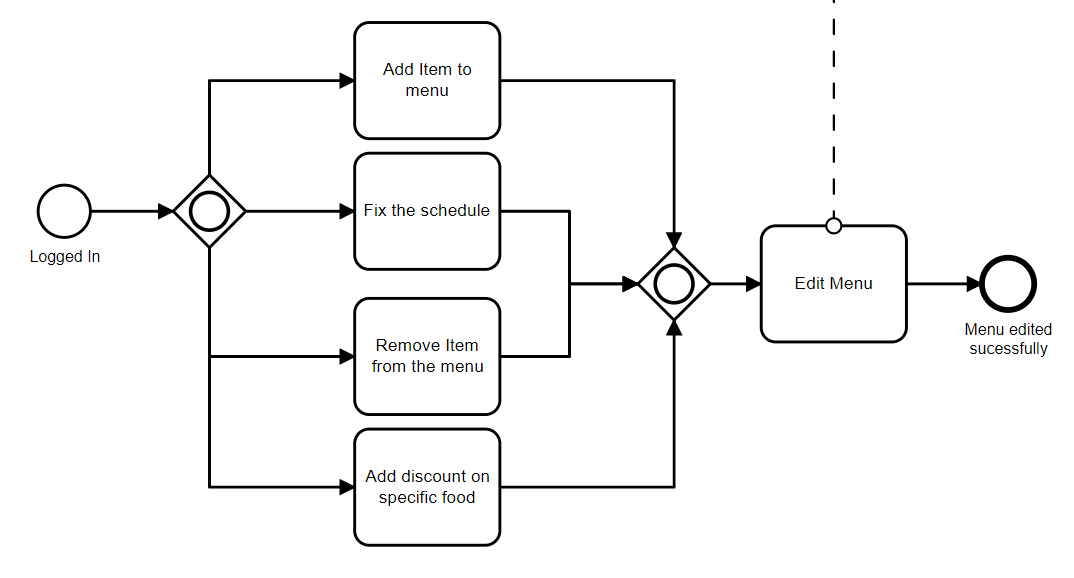 Add Item to
menu
Fix the schedule
Logged In
Edit Menu
Menu edited
sucessfully
Remove Item
from the menu
Add discount on
specific food